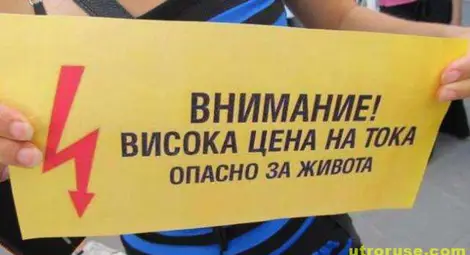 ВНИМАНИЕ!
ВИСОКА ЦЕНА НА ТОКА
ОПАСНО ЗА ЖИВОТА
utroruse.com